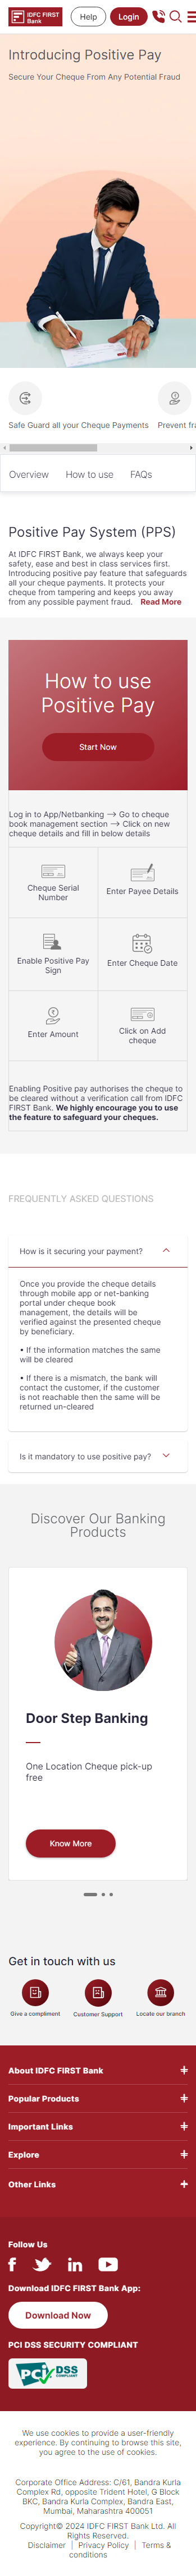 IDFC FIRST
Bank
Help
Login
Introducing Positive Pay
Secure Your Cheque From Any Potential Fraud
Safe Guard all your Cheque Payments
Prevent fra
Overview
How to use
FAQs
Positive Pay System (PPS)
At IDFC FIRST Bank, we always keep your
safety, ease and best in class services first.
Introducing positive pay feature that safeguards
all your cheque payments. It protects your
cheque from tampering and keeps you away
from any possible payment fraud. Read More
How to use
Positive Pay
Start Now
Log in to App/Netbanking --> Go to cheque
book management section --> Click on new
cheque details and fill in below details
Cheque Serial
Number
Enter Payee Details
Enable Positive Pay
Sign
Enter Cheque Date
Enter Amount
Click on Add
cheque
Enabling Positive pay authorises the cheque to
be cleared without a verification call from IDFC
FIRST Bank. We highly encourage you to use
the feature to safeguard your cheques.
FREQUENTLY ASKED QUESTIONS
How is it securing your payment?
Once you provide the cheque details
through mobile app or net-banking
portal under cheque book
management, the details will be
verified against the presented cheque
by beneficiary.
• If the information matches the same
will be cleared
• If there is a mismatch, the bank will
contact the customer, if the customer
is not reachable then the same will be
returned un-cleared
Is it mandatory to use positive pay?
Discover Our Banking
Products
Door Step Banking
One Location Cheque pick-up
free
Know More
Get in touch with us
Give a compliment
Customer Support
Locate our branch
About IDFC FIRST Bank
Popular Products
Important Links
Explore
Other Links
Follow Us
Download IDFC FIRST Bank App:
Download Now
PCI DSS SECURITY COMPLIANT
PCI DSS
COMPLIANT
We use cookies to provide a user-friendly
experience. By continuing to browse this site,
you agree to the use of cookies.
Corporate Office Address: C/61, Bandra Kurla
Complex Rd, opposite Trident Hotel, G Block
BKC, Bandra Kurla Complex, Bandra East,
Mumbai, Maharashtra 400051
Copyright© 2024 IDFC FIRST Bank Ltd. All
Rights Reserved.
Disclaimer | Privacy Policy | Terms &
conditions